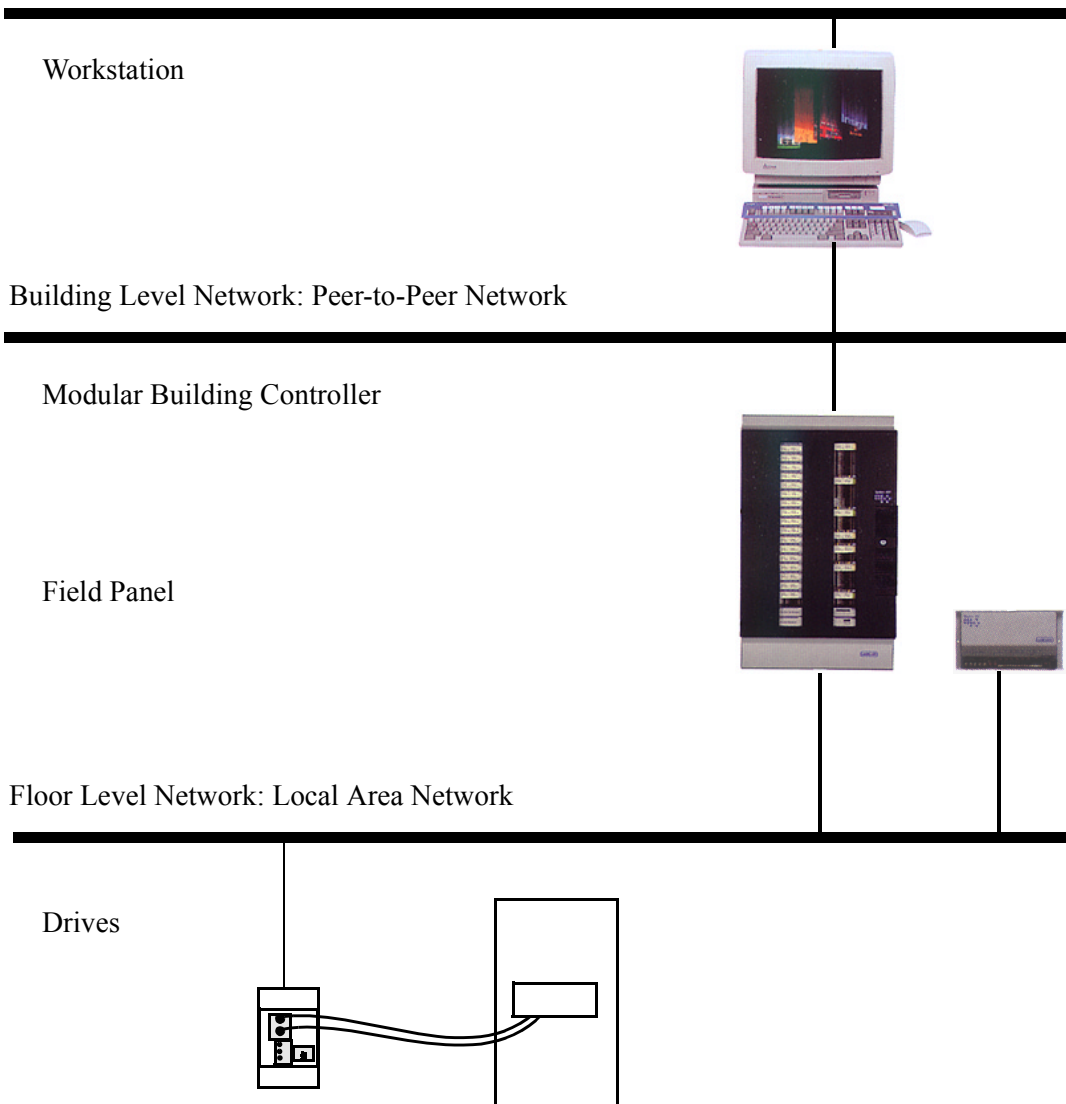 Workstation
Insight
Building Level Network: Peer-to-Peer Network
Modular Building Controller
Field Panel
Floor Level Network: Local Area Network
Drives